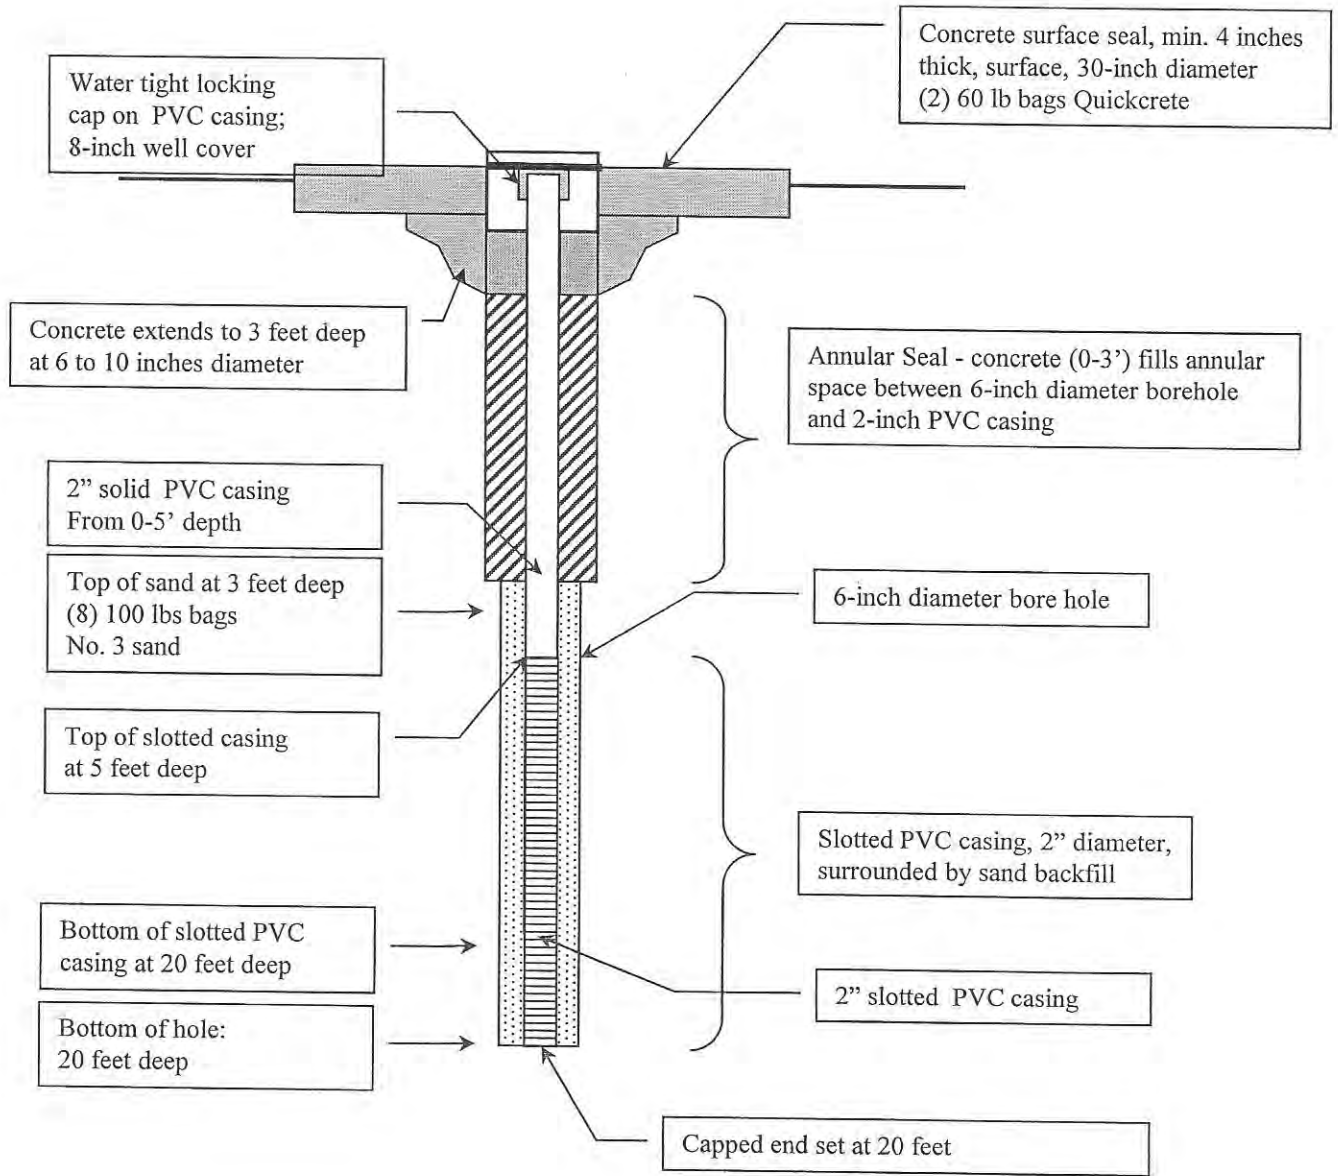 Concrete surface seal, min. 4 inches
thick, surface, 30-inch diameter
(2) 60 lb bags Quickcrete
Water tight locking
cap on PVC casing;
8-inch well cover
Concrete extends to 3 feet deep
at 6 to 10 inches diameter
Annular Seal - concrete (0-3’) fills annular
space between 6-inch diameter borehole
and 2-inch PVC casing
2” solid PVC casing
From 0-5’ depth
Top of sand at 3 feet deep
(8) 100 lbs bags
No. 3 sand
6-inch diameter bore hole
Top of slotted casing
at 5 feet deep
Slotted PVC casing, 2” diameter,
surrounded by sand backfill
Bottom of slotted PVC
casing at 20 feet deep
2” slotted PVC casing
Bottom of hole:
20 feet deep
Capped end set at 20 feet